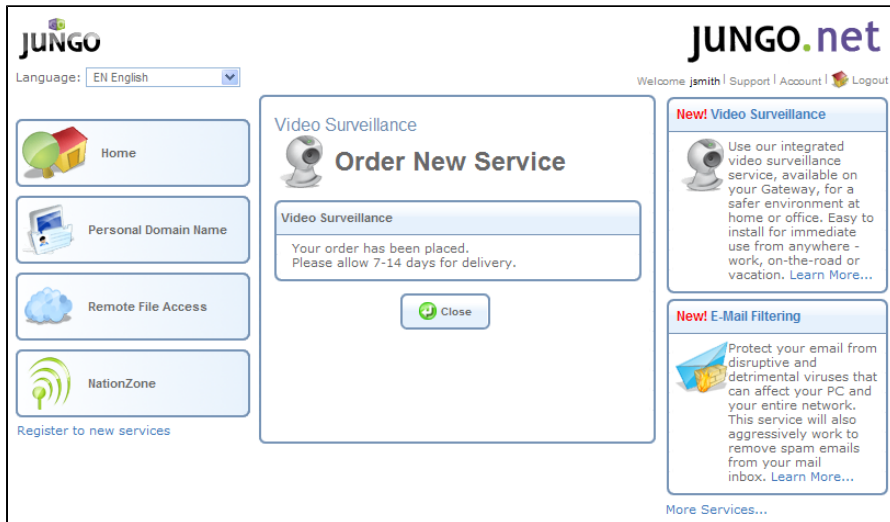 JUNGO
JUNGO.net
Language: EN English
Welcome jsmith | Support | Account | Logout
Home
Personal Domain Name
Remote File Access
NationZone
Register to new services
Video Surveillance
Order New Service
Video Surveillance
Your order has been placed.
Please allow 7-14 days for delivery.
Close
New! Video Surveillance
Use our integrated
video surveillance
service, available on
your Gateway, for a
safer environment at
home or office. Easy to
install for immediate
use from anywhere -
work, on-the-road or
vacation. Learn More...
New! E-Mail Filtering
Protect your email from
disruptive and
detrimental viruses that
can affect your PC and
your entire network.
This service will also
aggressively work to
remove spam emails
from your mail
inbox. Learn More...
More Services...